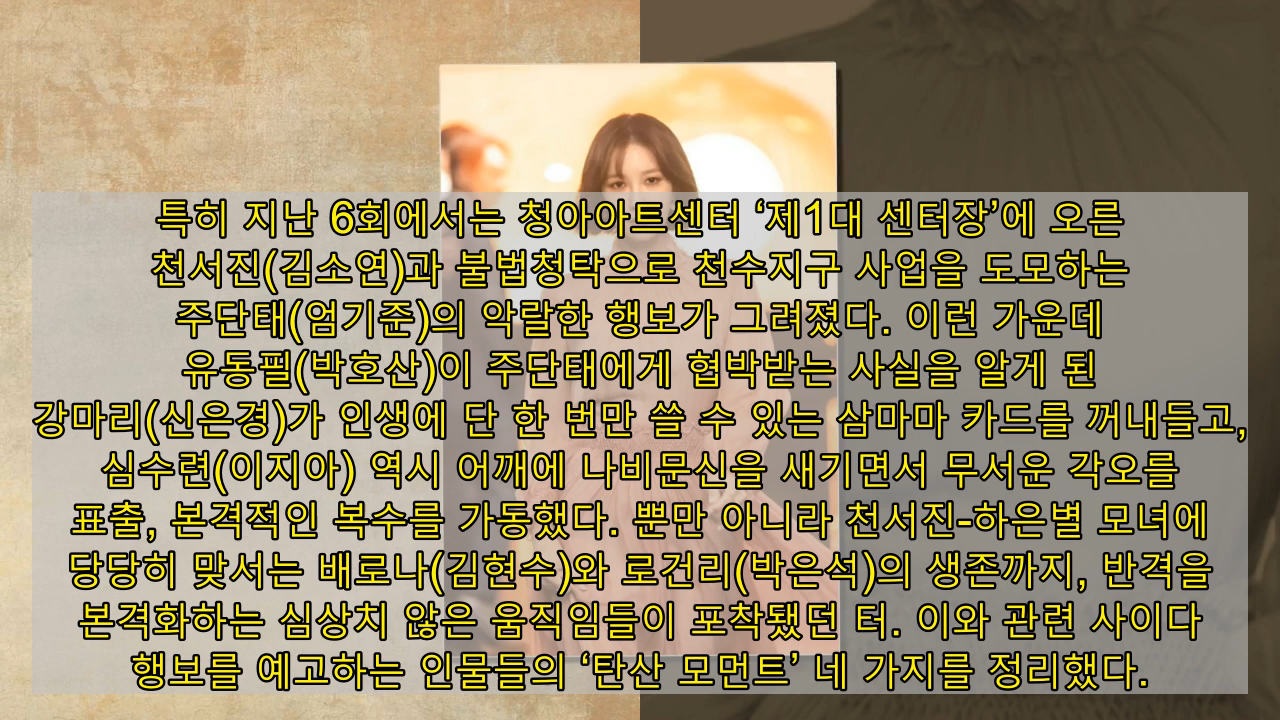 특히 지난 6회에서는 청아아트센터 ‘제1대 센터장’에 오른
천서진(김소연)과 불법청탁으로 천수지구 사업을 도모하는
주단태(엄기준)의 악랄한 행보가 그려졌다. 이런 가운데
유동필(박호산)이 주단태에게 협박받는 사실을 알게 된
강마리(신은경)가 인생에 단 한 번만 쓸 수 있는 삼마마 카드를 꺼내들고,
심수련(이지아) 역시 어깨에 나비문신을 새기면서 무서운 각오를
표출, 본격적인 복수를 가동했다. 뿐만 아니라 천서진-하은별 모녀에
당당히 맞서는 배로나(김현수)와 로건리(박은석)의 생존까지, 반격을
본격화하는 심상치 않은 움직임들이 포착됐던 터. 이와 관련 사이다
행보를 예고하는 인물들의 ‘탄산 모먼트’ 네 가지를 정리했다.